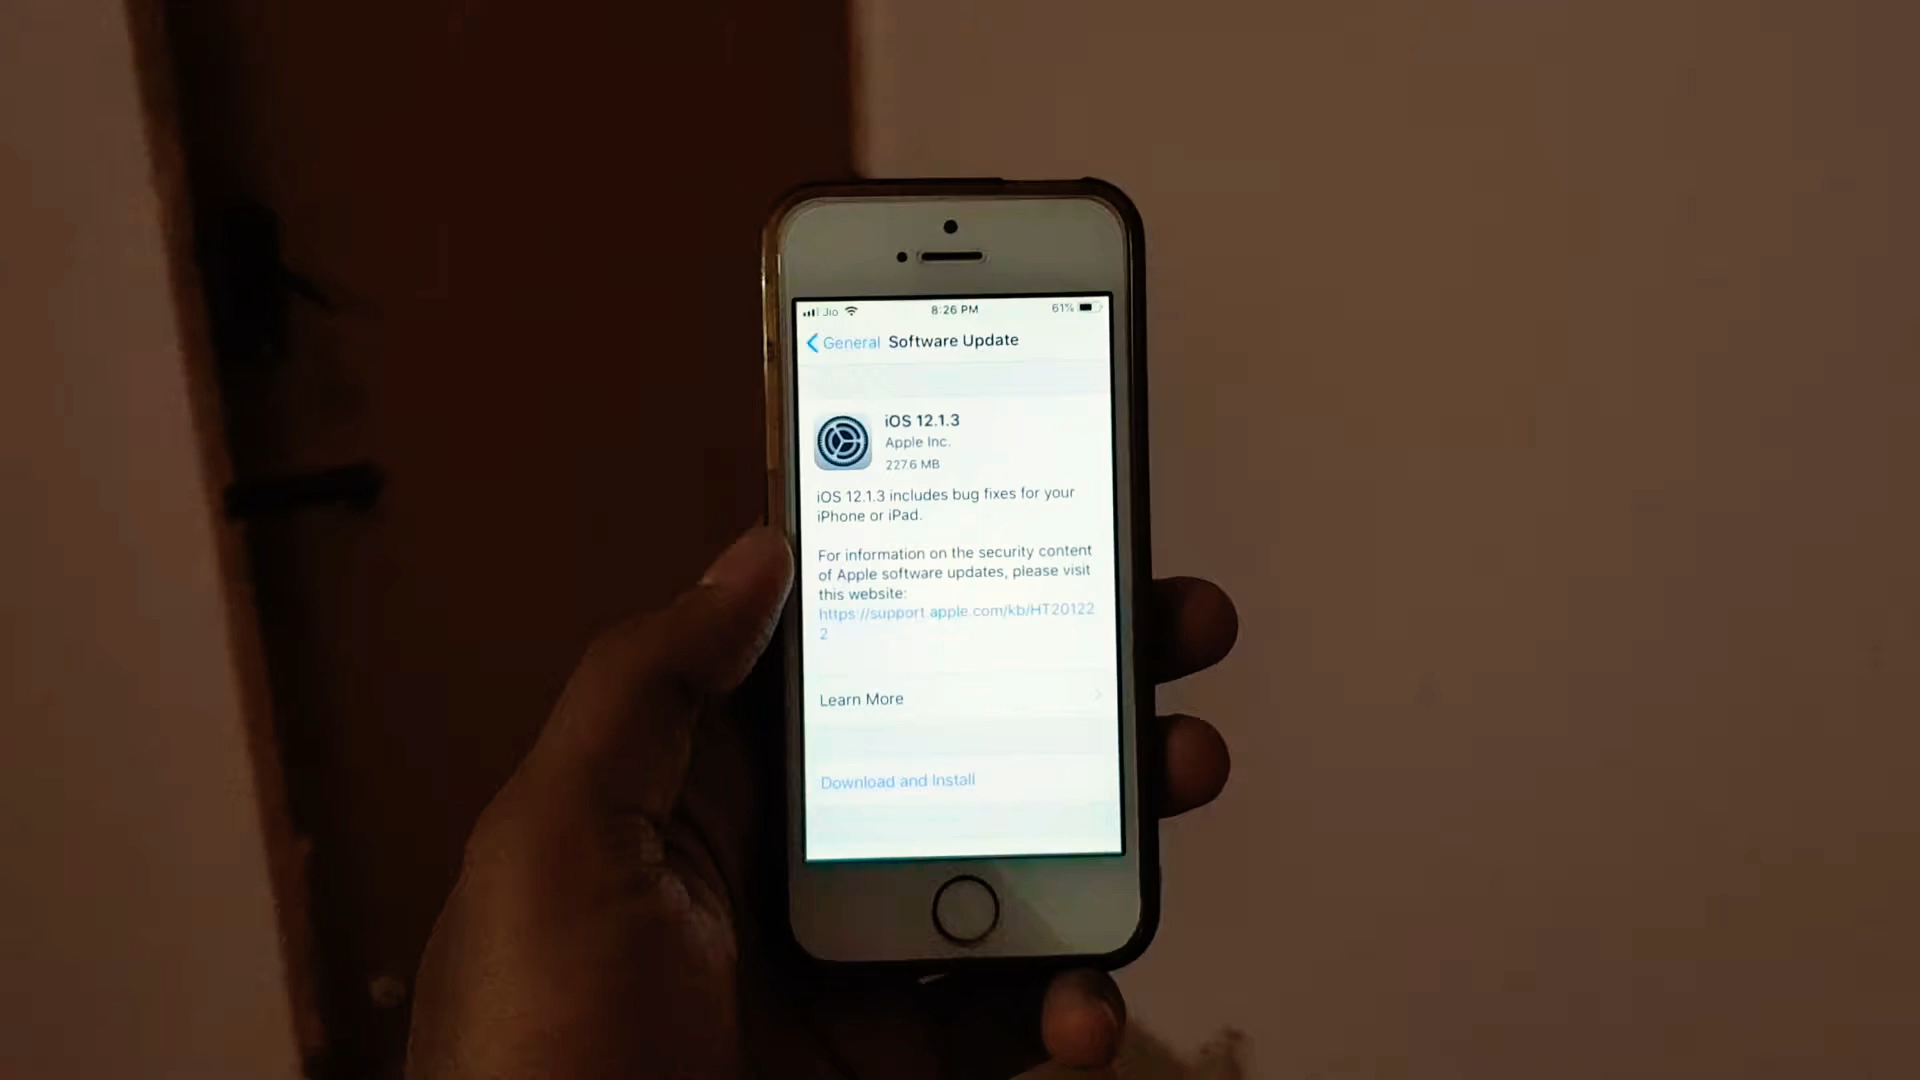 Jio 8:26 PM 61%
General Software Update
iOS 12.1.3
Apple Inc.
227.6 MB
iOS 12.1.3 includes bug fixes for your
iPhone or iPad.
For information on the security content
of Apple software updates, please visit
this website:
https://support.apple.com/kb/HT20122
2
Learn More
Download and Install